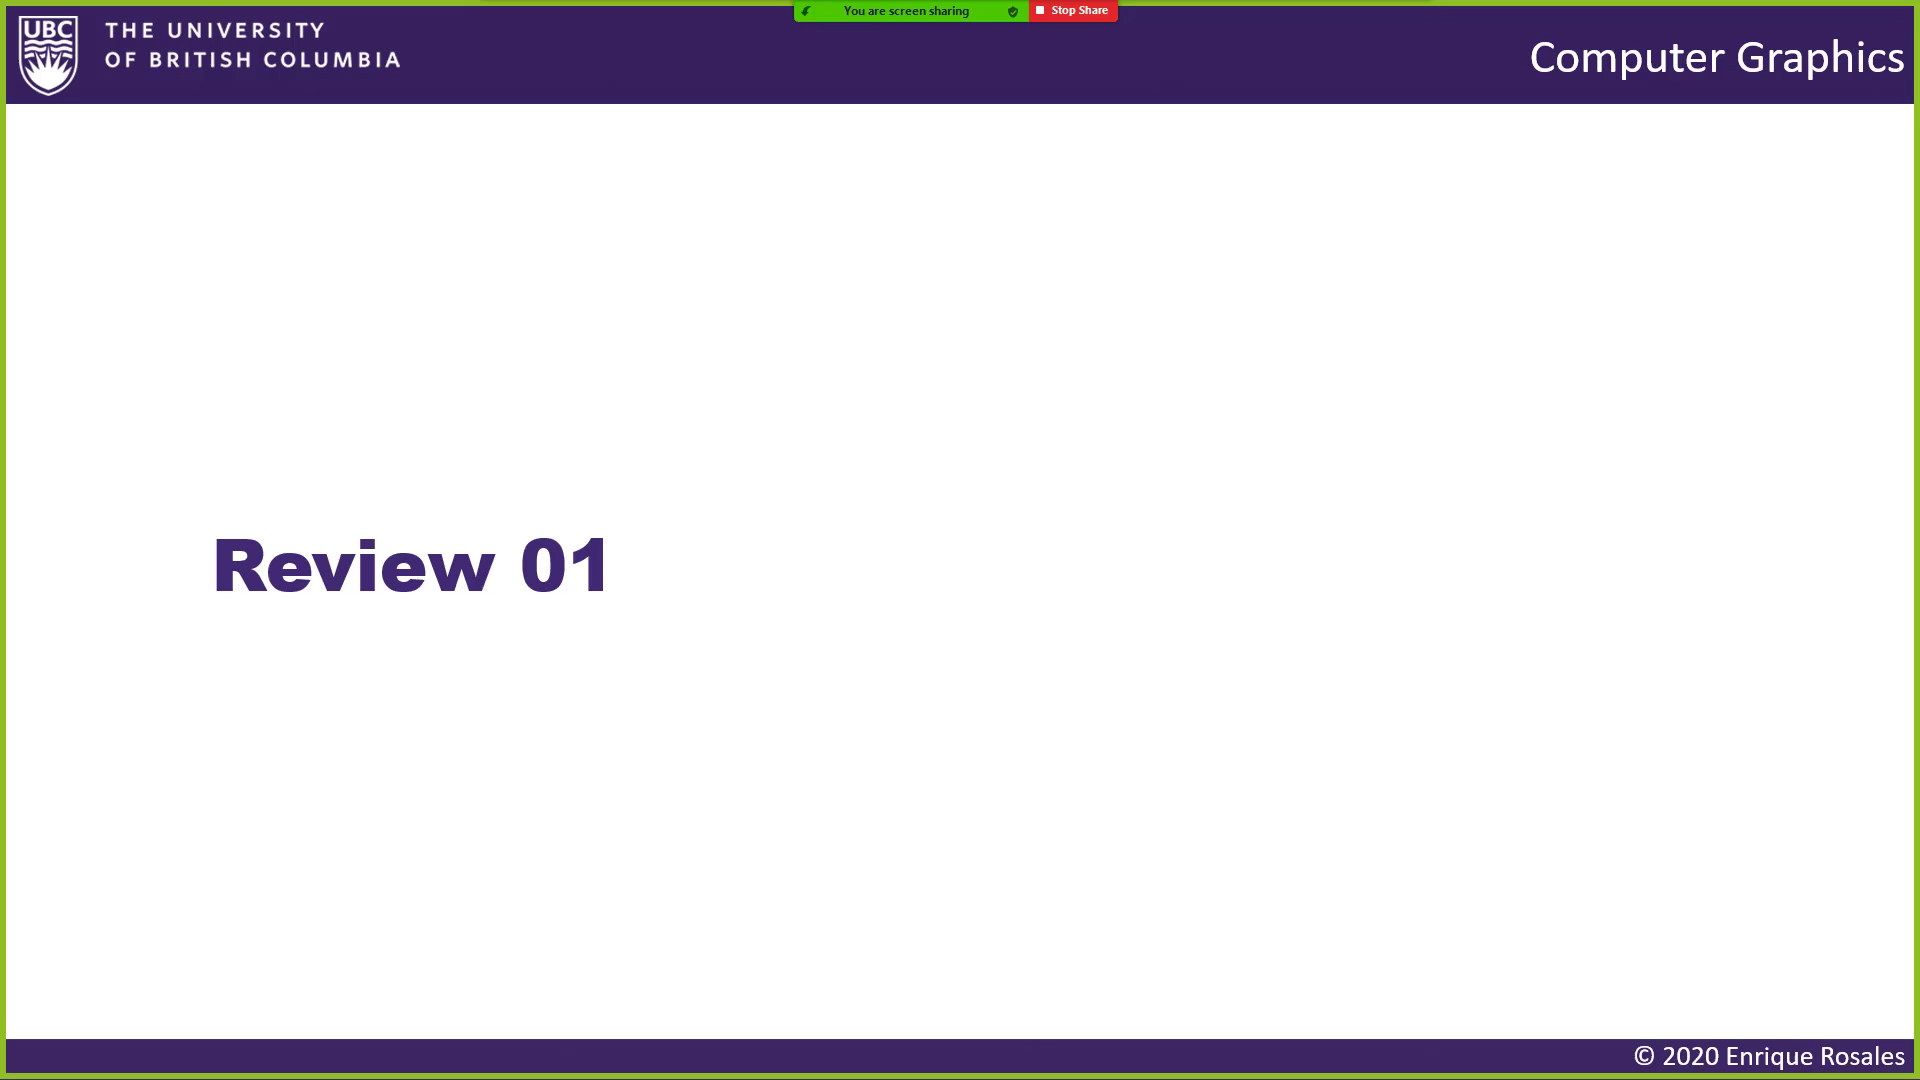 You are screen sharing
Stop Share
UBC
THE UNIVERSITY
OF BRITISH COLUMBIA
Computer Graphics
Review 01
© 2020 Enrique Rosales